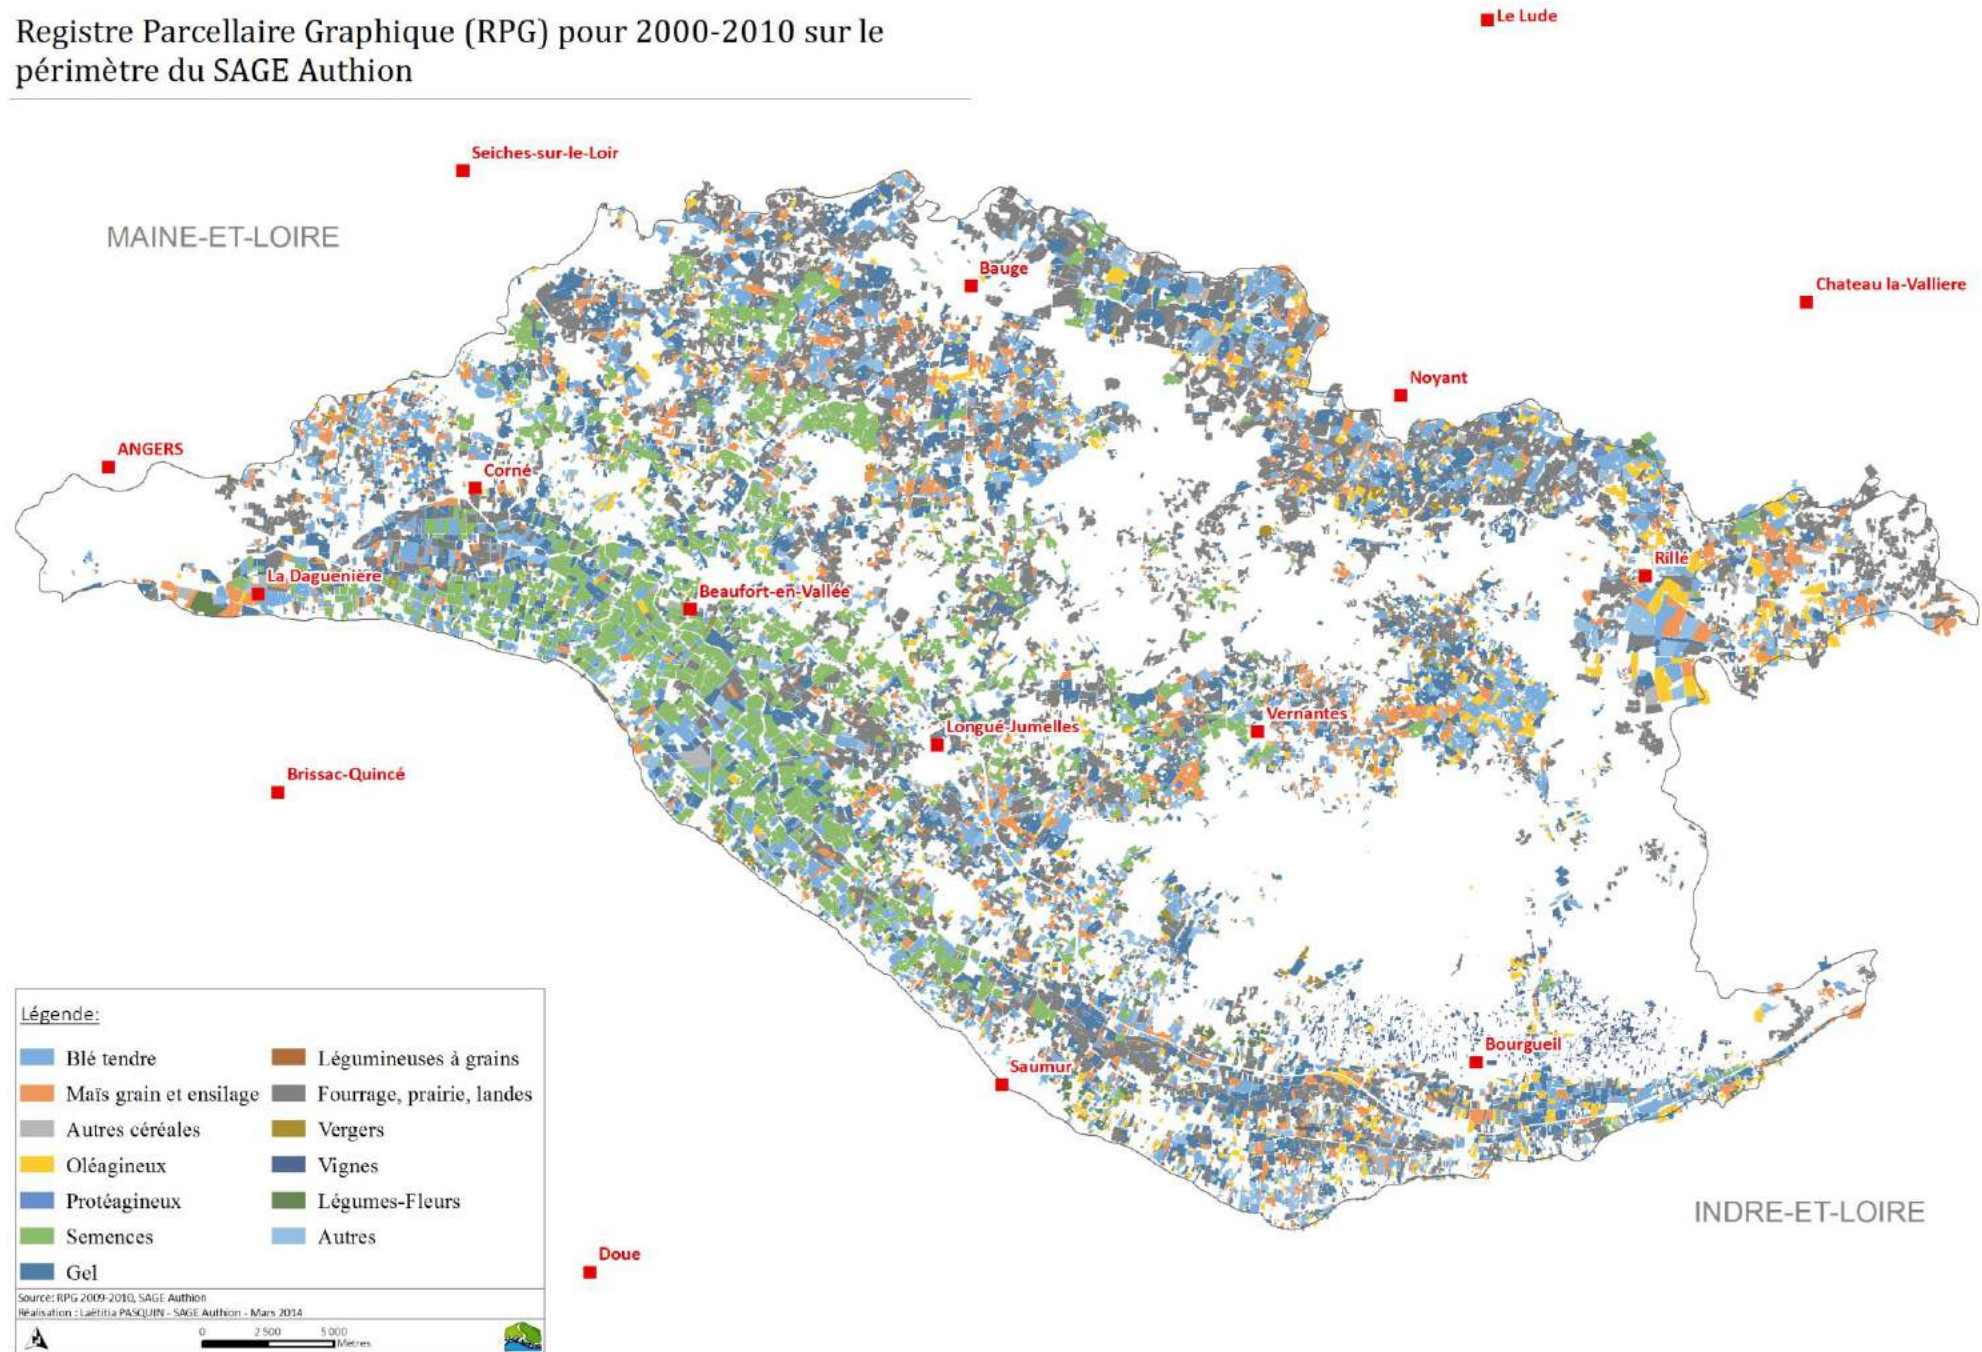 Registre Parcellaire Graphique (RPG) pour 2000-2010 sur le
périmètre du SAGE Authion
Le Lude
Seiches-sur-le-Loir
MAINE-ET-LOIRE
Bauge
Chateau la-Valliere
Noyant
ANGERS
Corné
Rillé
La Daguenière
Beaufort-en-Vallée
Vernantes
Longué-Jumelles
Brissac-Quincé
Bourgueil
Saumur
INDRE-ET-LOIRE
Doue
Légende:
Blé tendre
Maïs grain et ensilage
Autres céréales
Oléagineux
Protéagineux
Semences
Gel
Légumineuses à grains
Fourrage, prairie, landes
Vergers
Vignes
Légumes-Fleurs
Autres
Source: RPG 2009-2010, SAGE Authion
Réalisation : Laëtitia PASQUIN - SAGE Authion - Mars 2014
0 2 500 5 000
Mètres